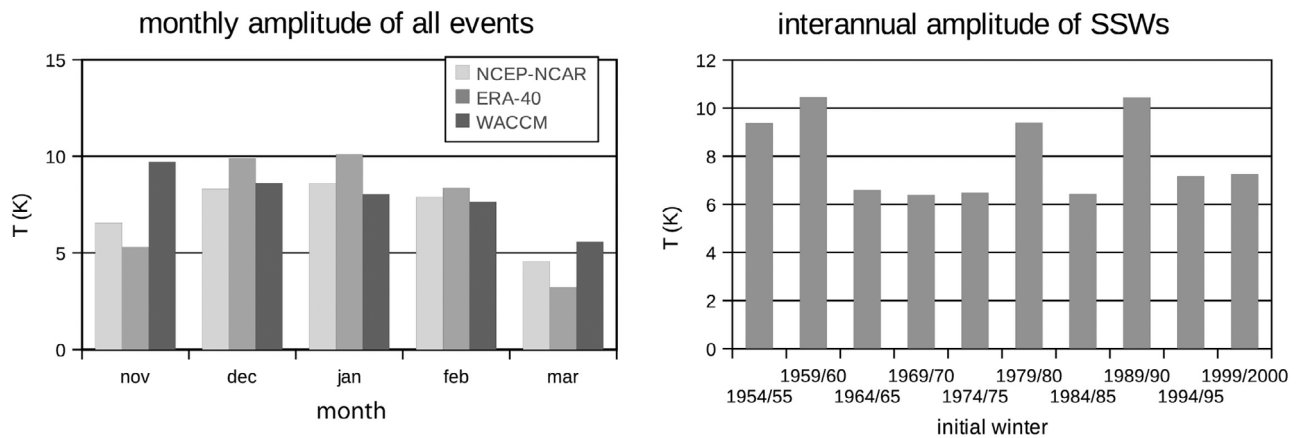 monthly amplitude of all events
15
10
5
0
T (K)
NCEP-NCAR
ERA-40
WACCM
nov dec jan feb mar
month
interannual amplitude of SSWs
12
10
8
6
4
2
0
T (K)
1959/60 1969/70 1979/80 1989/90 1999/2000
1954/55 1964/65 1974/75 1984/85 1994/95
initial winter